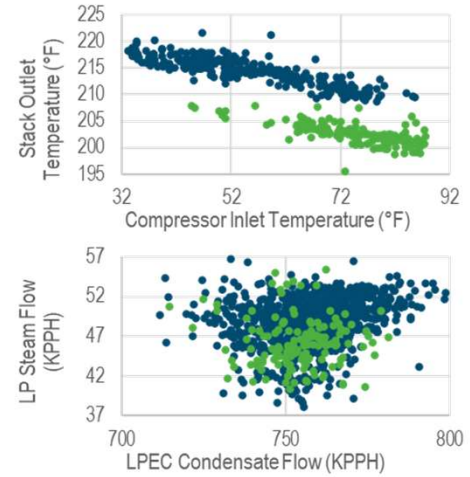 225
220
215
210
205
200
195
Stack Outlet
Temperature (°F)
32 52 72 92
Compressor Inlet Temperature (°F)
57
52
47
42
37
LP Steam Flow
(KPPH)
700 750 800
LPEC Condensate Flow (KPPH)